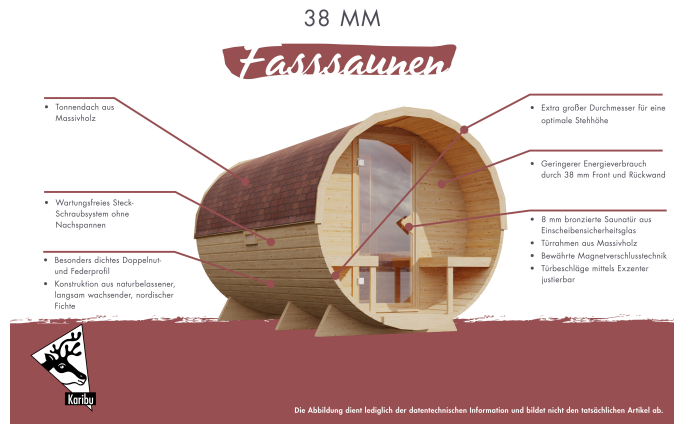 38 MM
Fasssaunen
• Tonnendach aus
Massivholz
• Wartungsfreies Steck-
Schraubsystem ohne
Nachspannen
• Besonders dichtes Doppelnut-
und Federprofil
• Konstruktion aus naturbelassener,
langsam wachsender, nordischer
Fichte
• Extra großer Durchmesser für eine
optimale Stehhöhe
• Geringerer Energieverbrauch
durch 38 mm Front und Rückwand
• 8 mm bronzierte Saunatür aus
Einscheibensicherheitsglas
• Türrahmen aus Massivholz
• Bewährte Magnetverschlusstechnik
• Türbeschläge mittels Exzenter
justierbar
Karibu
Die Abbildung dient lediglich der datentechnischen Information und bildet nicht den tatsächlichen Artikel ab.